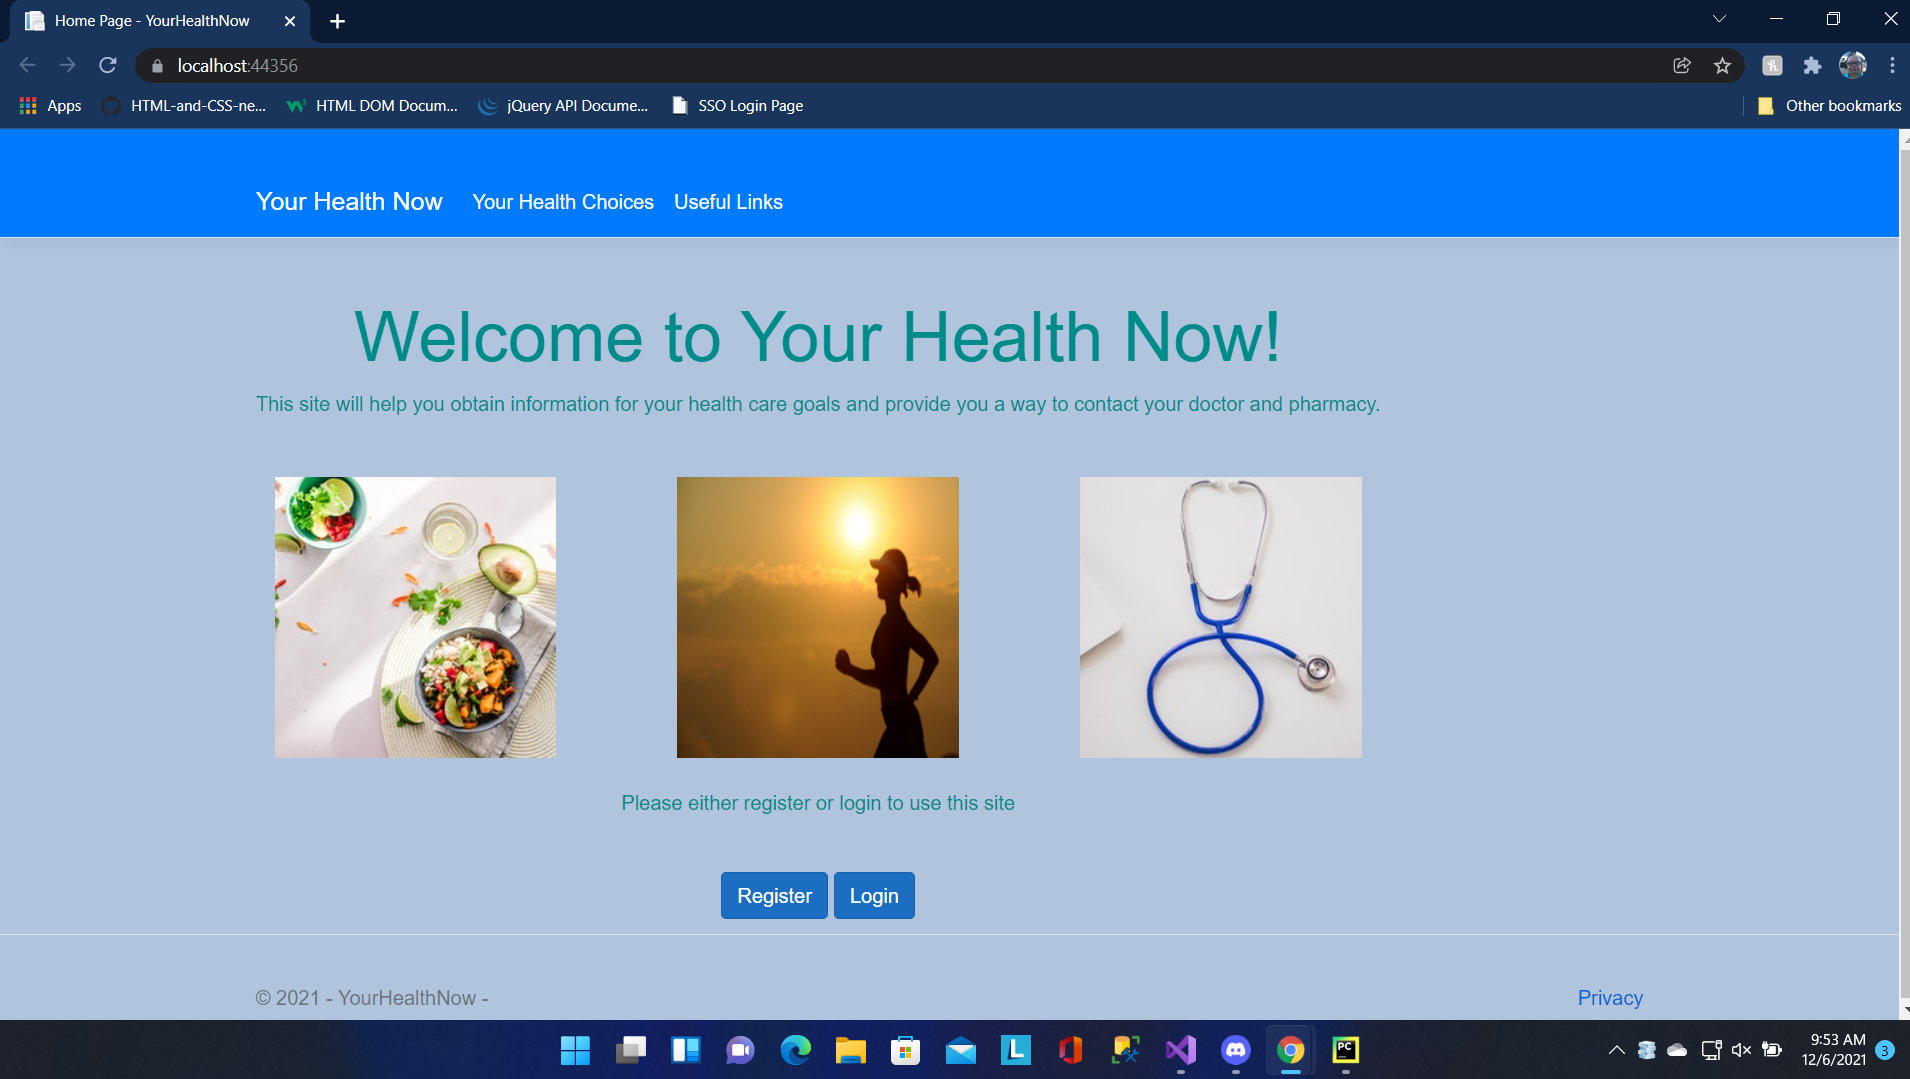 Home Page - YourHealthNow
localhost:44356
Apps HTML-and-CSS-ne... HTML DOM Docum... jQuery API Docume... SSO Login Page Other bookmarks
Your Health Now Your Health Choices Useful Links
Welcome to Your Health Now!
This site will help you obtain information for your health care goals and provide you a way to contact your doctor and pharmacy.
Please either register or login to use this site
Register Login
© 2021 - YourHealthNow - Privacy
L PC 9:53 AM
12/6/2021 3